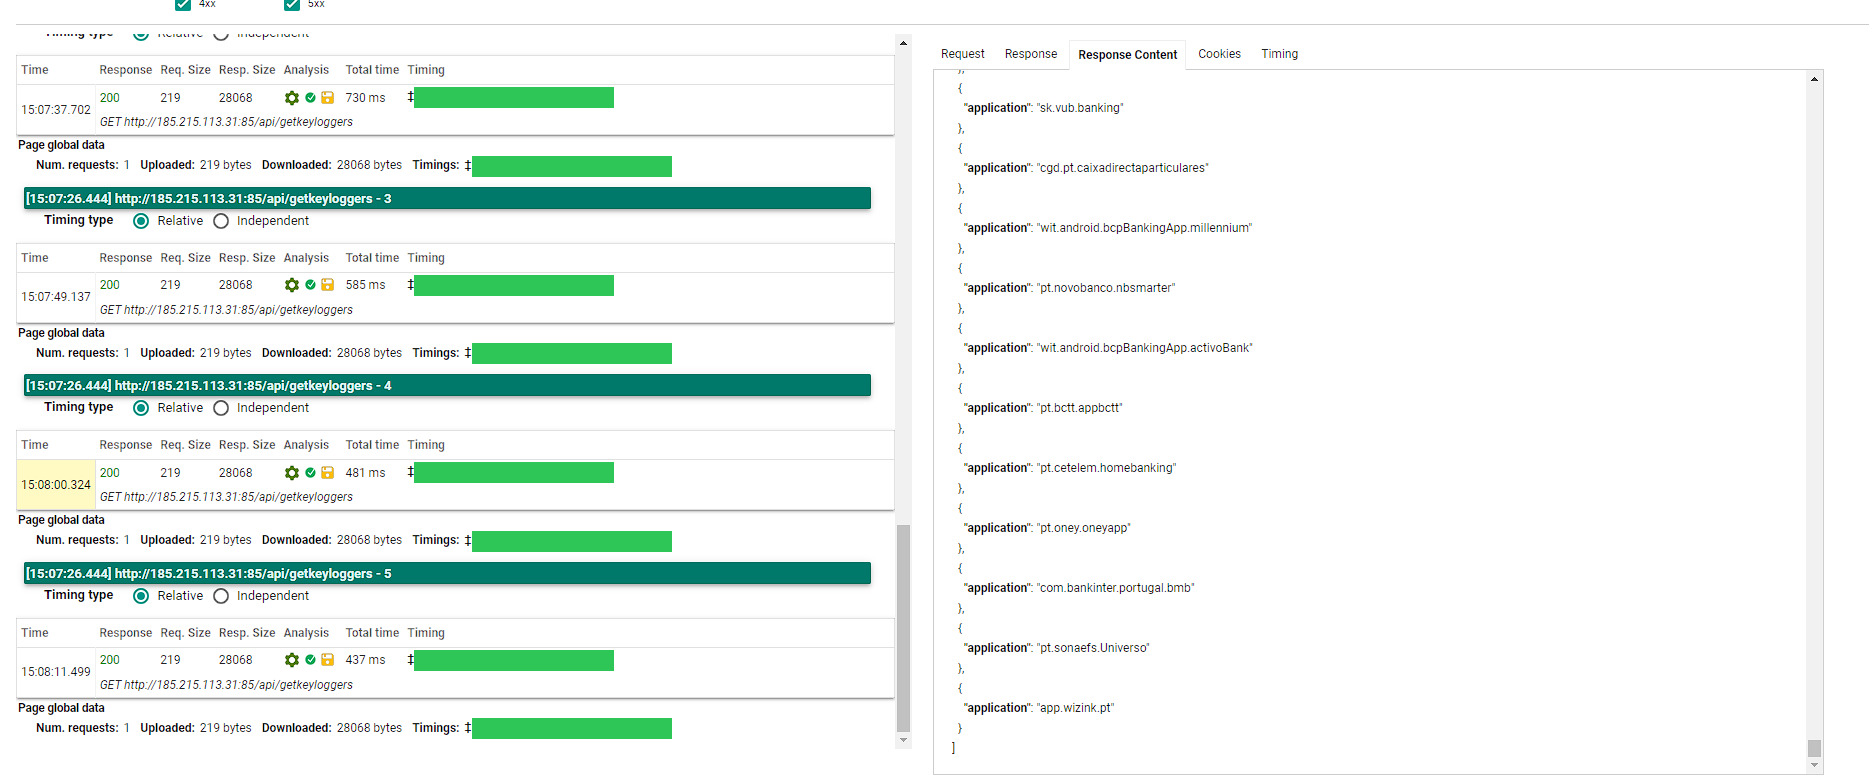 4xx 5xx
Timing type Relative Independent
Time Response Req. Size Resp. Size Analysis Total time Timing
15:07:37.702 200 219 28068 730 ms ‡
GET http://185.215.113.31:85/api/getkeyloggers
Page global data
Num. requests: 1 Uploaded: 219 bytes Downloaded: 28068 bytes Timings: ‡
[15:07:26.444] http://185.215.113.31:85/api/getkeyloggers - 3
Timing type Relative Independent
Time Response Req. Size Resp. Size Analysis Total time Timing
15:07:49.137 200 219 28068 585 ms ‡
GET http://185.215.113.31:85/api/getkeyloggers
Page global data
Num. requests: 1 Uploaded: 219 bytes Downloaded: 28068 bytes Timings: ‡
[15:07:26.444] http://185.215.113.31:85/api/getkeyloggers - 4
Timing type Relative Independent
Time Response Req. Size Resp. Size Analysis Total time Timing
15:08:00.324 200 219 28068 481 ms ‡
GET http://185.215.113.31:85/api/getkeyloggers
Page global data
Num. requests: 1 Uploaded: 219 bytes Downloaded: 28068 bytes Timings: ‡
[15:07:26.444] http://185.215.113.31:85/api/getkeyloggers - 5
Timing type Relative Independent
Time Response Req. Size Resp. Size Analysis Total time Timing
15:08:11.499 200 219 28068 437 ms ‡
GET http://185.215.113.31:85/api/getkeyloggers
Page global data
Num. requests: 1 Uploaded: 219 bytes Downloaded: 28068 bytes Timings: ‡
Request Response Response Content Cookies Timing
},
{
"application": "sk.vub.banking"
},
{
"application": "cgd.pt.caixadirectaparticulares"
},
{
"application": "wit.android.bcpBankingApp.millennium"
},
{
"application": "pt.novobanco.nbsmarter"
},
{
"application": "wit.android.bcpBankingApp.activoBank"
},
{
"application": "pt.bctt.appbctt"
},
{
"application": "pt.cetelem.homebanking"
},
{
"application": "pt.oney.oneyapp"
},
{
"application": "com.bankinter.portugal.bmb"
},
{
"application": "pt.sonaefs.Universo"
},
{
"application": "app.wizink.pt"
}
]